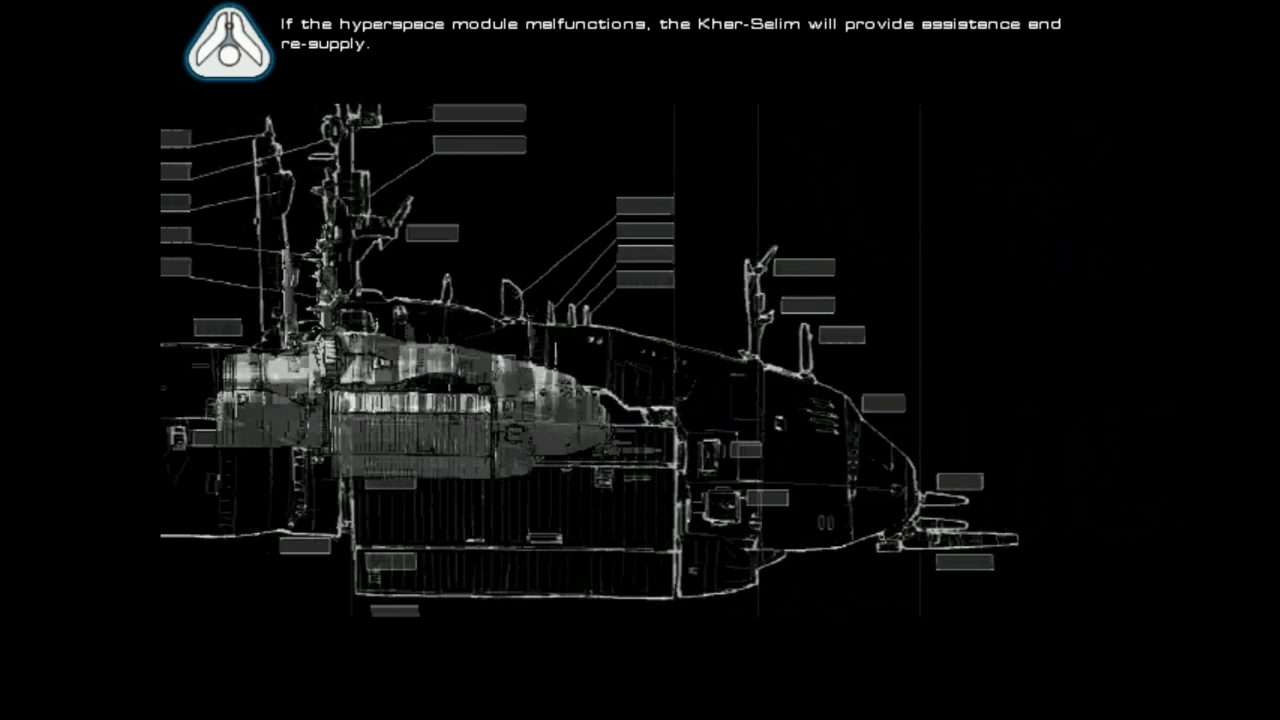 If the hyperspace module malfunctions, the Khar-Selim will provide assistance and
re-supply.